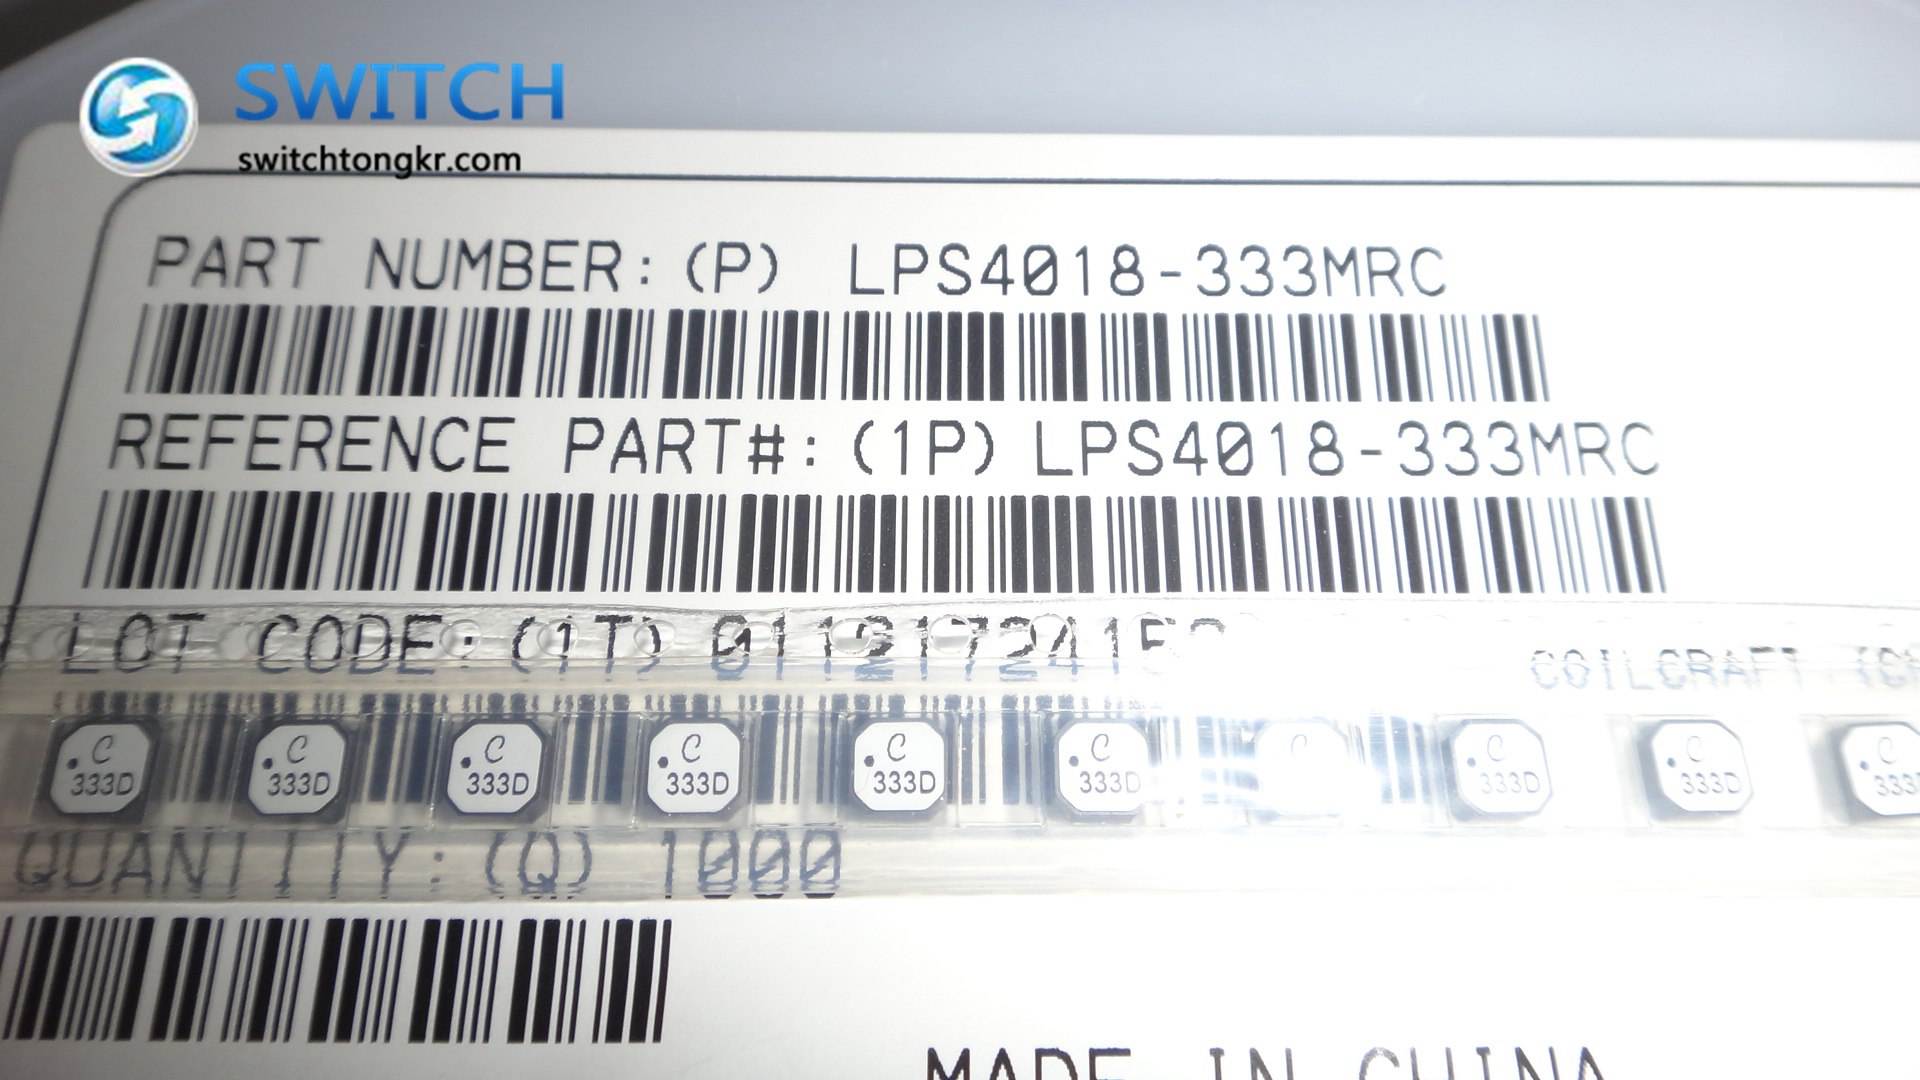 SWITCH
switchtongkr.com
PART NUMBER: (P) LPS4018-333MRC
REFERENCE PART#: (1P) LPS4018-333MRC
LOT CODE: (1T)
COILCRAFT
C
333D
C
333D
C
333D
C
333D
C
333D
C
333D
C
C
333D
C
333D
C
333
QUANTITY: (Q) 1000
MADE IN CHINA